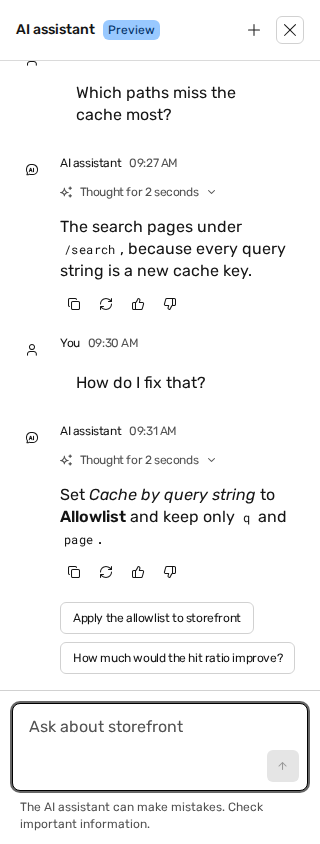 AI assistant Preview
Which paths miss the
cache most?
AI assistant 09:27 AM
Thought for 2 seconds
The search pages under
/search , because every query
string is a new cache key.
You 09:30 AM
How do I fix that?
AI assistant 09:31 AM
Thought for 2 seconds
Set Cache by query string to
Allowlist and keep only q and
page .
Apply the allowlist to storefront
How much would the hit ratio improve?
Ask about storefront
The AI assistant can make mistakes. Check
important information.